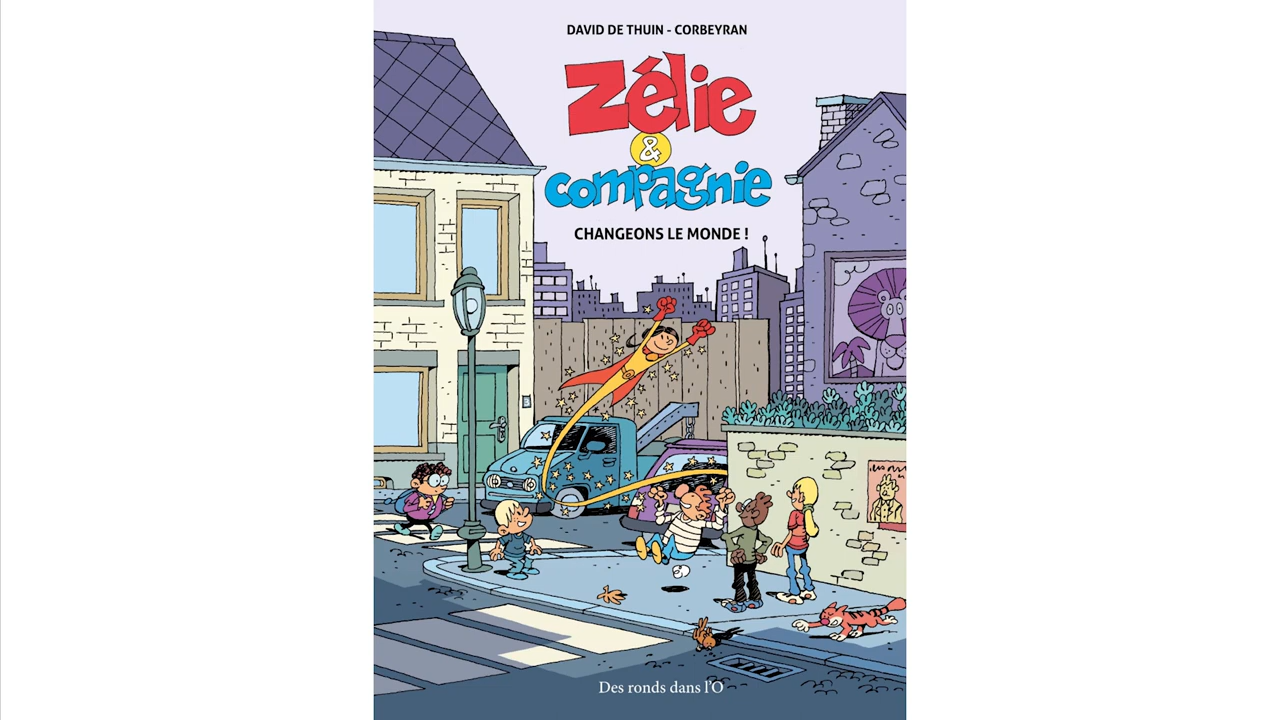 DAVID DE THUIN - CORBEYRAN
Zélie
&
compagnie
CHANGEONS LE MONDE !
Des ronds dans l'O